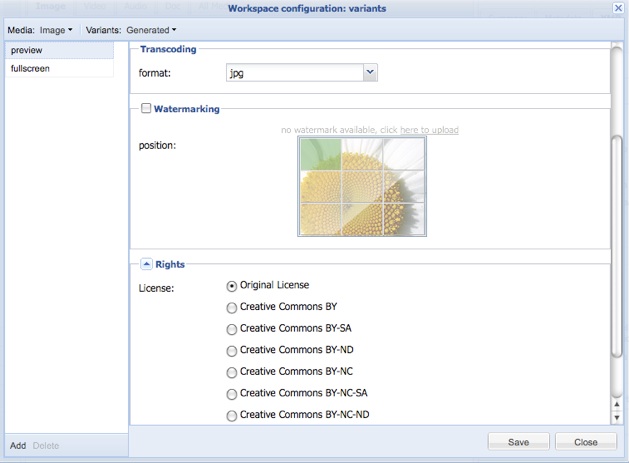 Workspace configuration: variants
Media: Image Variants: Generated
preview
fullscreen
Transcoding
format: jpg
Watermarking
no watermark available, click here to upload
position:
Rights
License: Original License
Creative Commons BY
Creative Commons BY-SA
Creative Commons BY-ND
Creative Commons BY-NC
Creative Commons BY-NC-SA
Creative Commons BY-NC-ND
Add Delete
Save Close